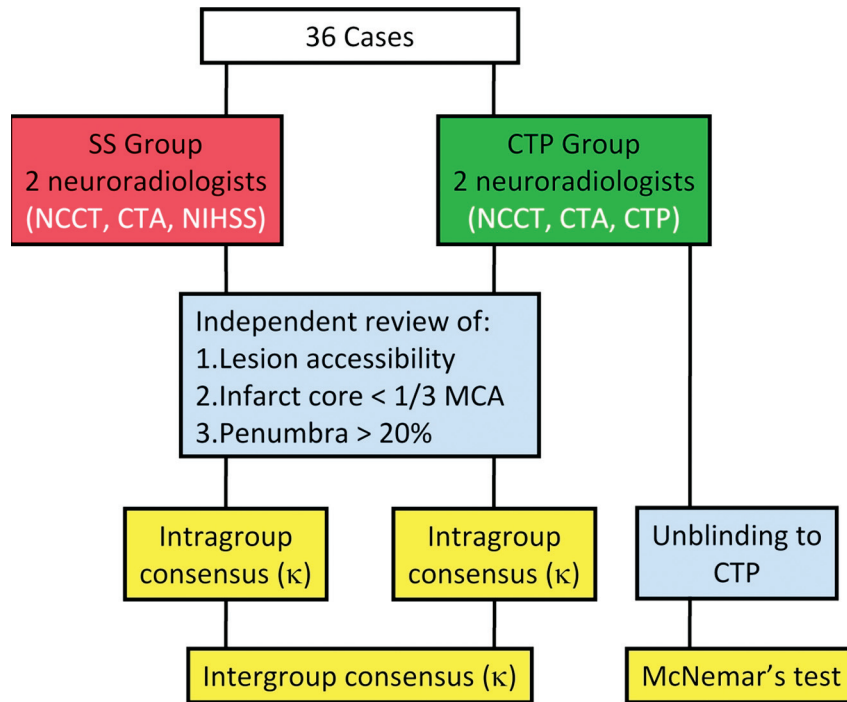 36 Cases
SS Group
2 neuroradiologists
(NCCT, CTA, NIHSS)
CTP Group
2 neuroradiologists
(NCCT, CTA, CTP)
Independent review of:
1.Lesion accessibility
2.Infarct core < 1/3 MCA
3.Penumbra > 20%
Intragroup
consensus (κ)
Intragroup
consensus (κ)
Unblinding to
CTP
Intergroup consensus (κ)
McNemar’s test